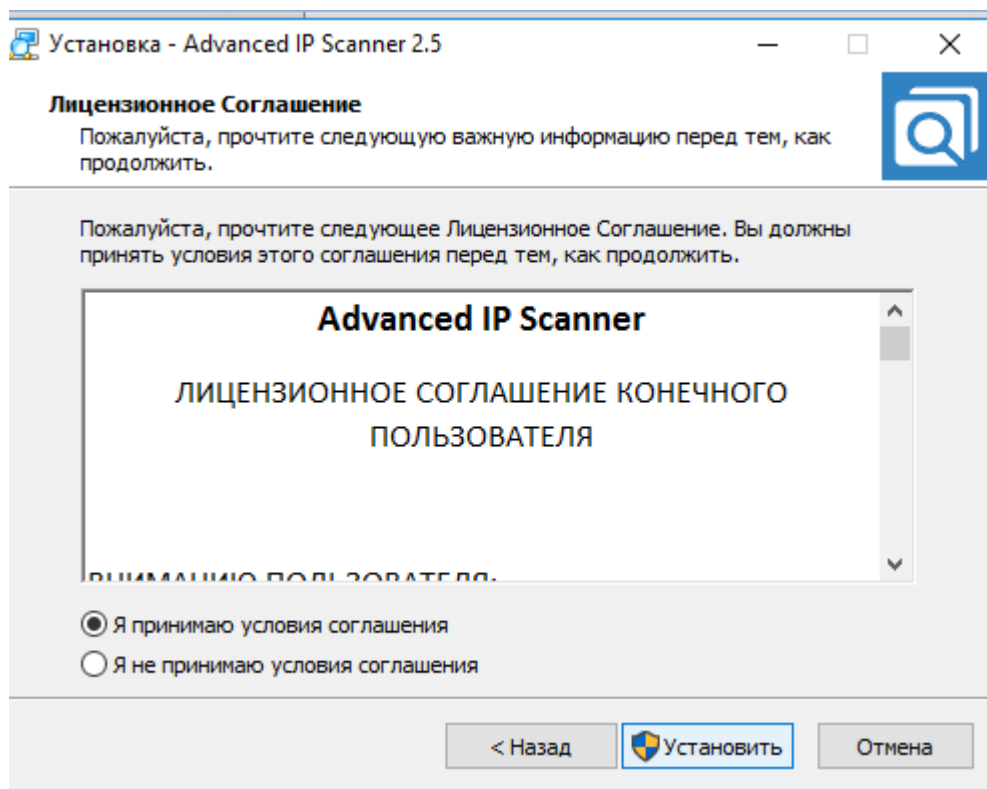 Установка - Advanced IP Scanner 2.5
Лицензионное Соглашение
Пожалуйста, прочтите следующую важную информацию перед тем, как
продолжить.
Пожалуйста, прочтите следующее Лицензионное Соглашение. Вы должны
принять условия этого соглашения перед тем, как продолжить.
Advanced IP Scanner
ЛИЦЕНЗИОННОЕ СОГЛАШЕНИЕ КОНЕЧНОГО
ПОЛЬЗОВАТЕЛЯ
ВНИМАНИЮ ПОЛЬЗОВАТЕЛЯ:
Я принимаю условия соглашения
Я не принимаю условия соглашения
< Назад
Установить
Отмена